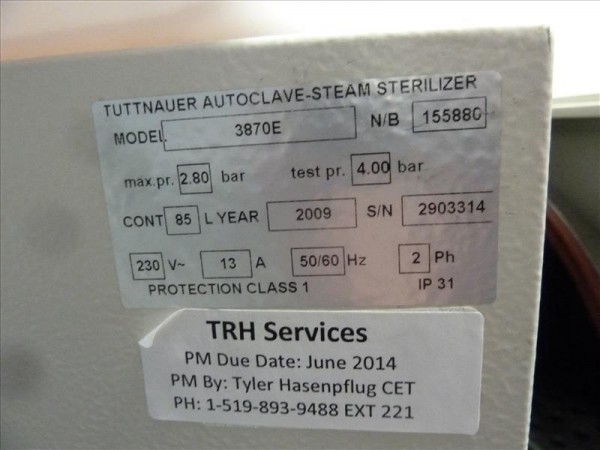 TUTTNAUER AUTOCLAVE-STEAM STERILIZER
MODEL 3870E N/B 155880
max.pr. 2.80 bar test pr. 4.00 bar
CONT 85 L YEAR 2009 S/N 2903314
230 V~ 13 A 50/60 Hz 2 Ph
PROTECTION CLASS 1 IP 31
TRH Services
PM Due Date: June 2014
PM By: Tyler Hasenpflug CET
PH: 1-519-893-9488 EXT 221